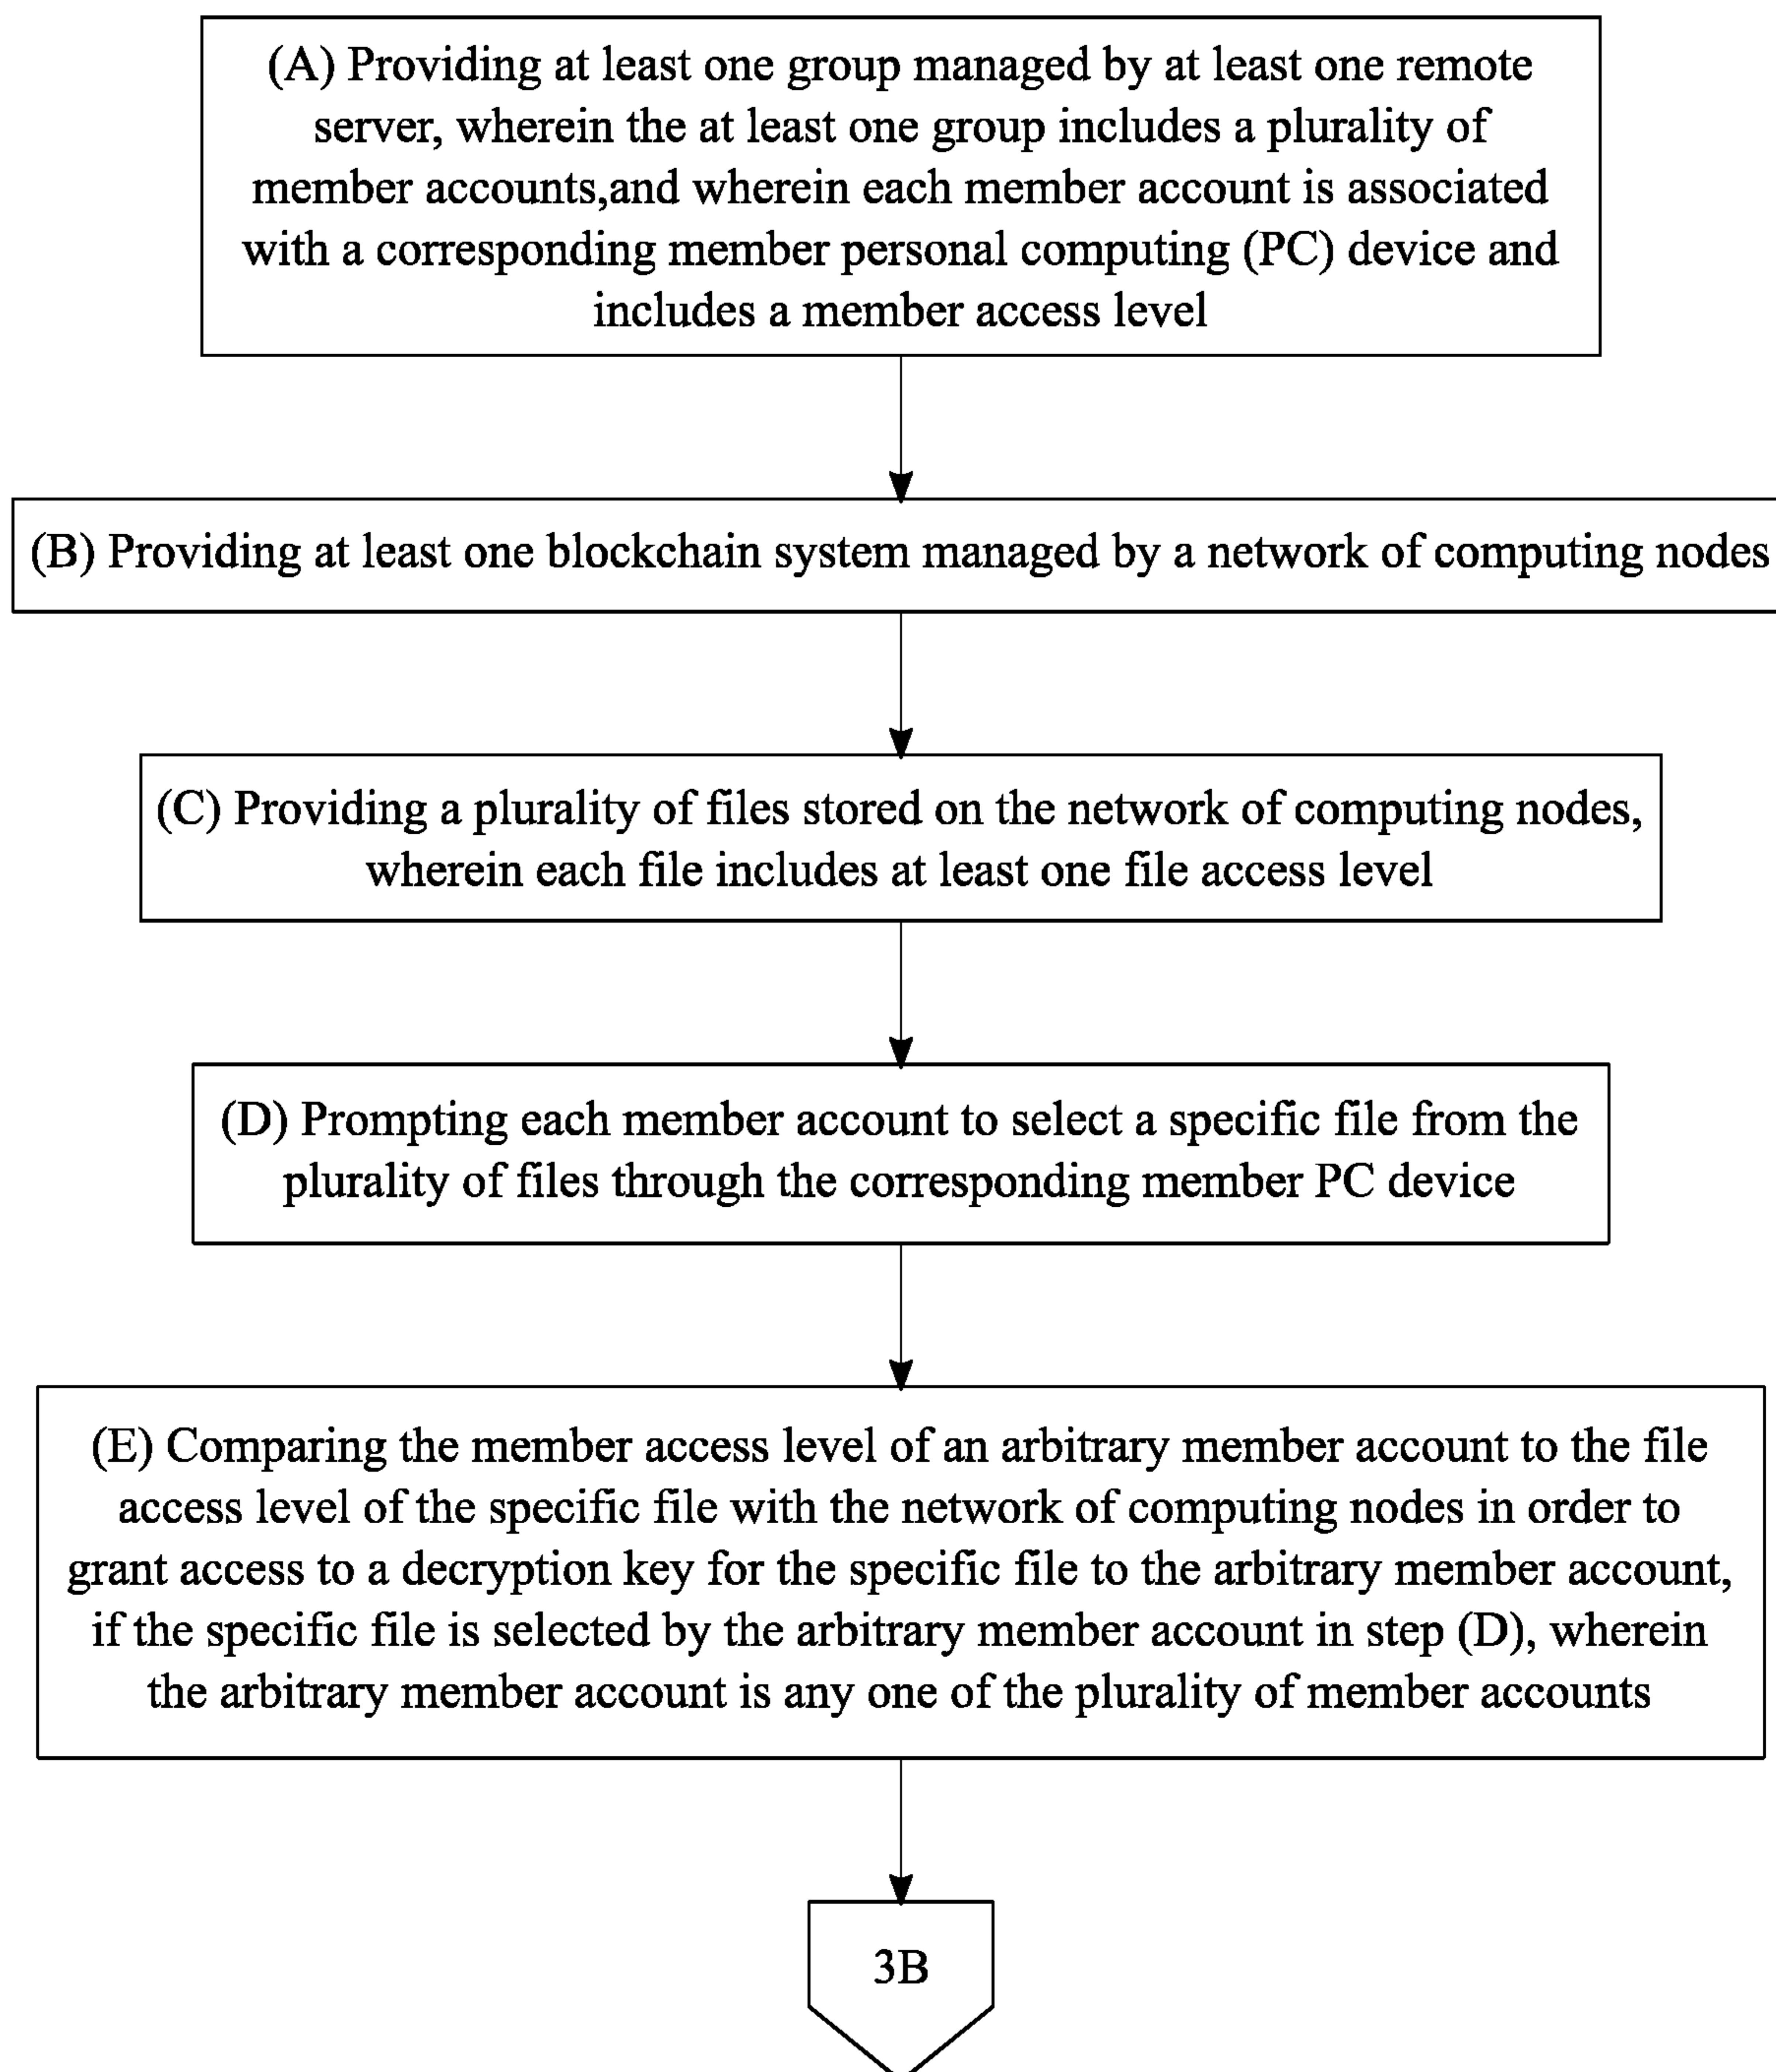 (A) Providing at least one group managed by at least one remote
server, wherein the at least one group includes a plurality of
member accounts,and wherein each member account is associated
with a corresponding member personal computing (PC) device and
includes a member access level
(B) Providing at least one blockchain system managed by a network of computing nodes
(C) Providing a plurality of files stored on the network of computing nodes,
wherein each file includes at least one file access level
(D) Prompting each member account to select a specific file from the
plurality of files through the corresponding member PC device
(E) Comparing the member access level of an arbitrary member account to the file
access level of the specific file with the network of computing nodes in order to
grant access to a decryption key for the specific file to the arbitrary member account,
if the specific file is selected by the arbitrary member account in step (D), wherein
the arbitrary member account is any one of the plurality of member accounts
3B